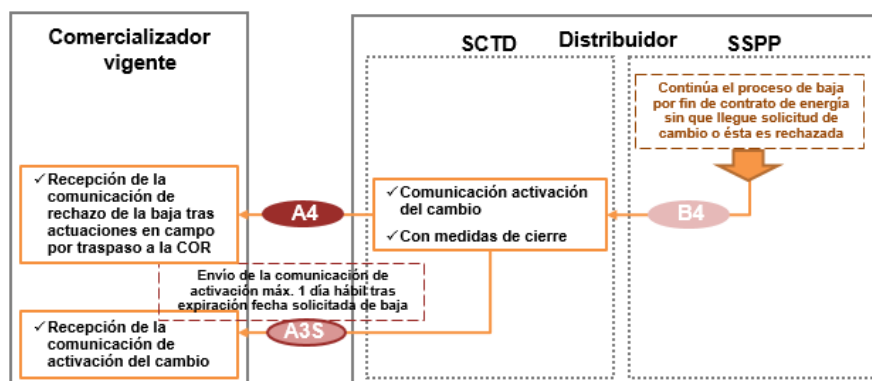 Comercializador
vigente
Distribuidor
SCTD
SSPP
Continúa el proceso de baja
por fin de contrato de energía
sin que llegue solicitud de
cambio o ésta es rechazada
✓Recepción de la
comunicación de
rechazo de la baja tras
actuaciones en campo
por traspaso a la COR
A4
✓Comunicación activación
del cambio
✓Con medidas de cierre
B4
Envío de la comunicación de
activación máx. 1 día hábil tras
expiración fecha solicitada de baja
✓Recepción de la
comunicación de
activación del cambio
A3S